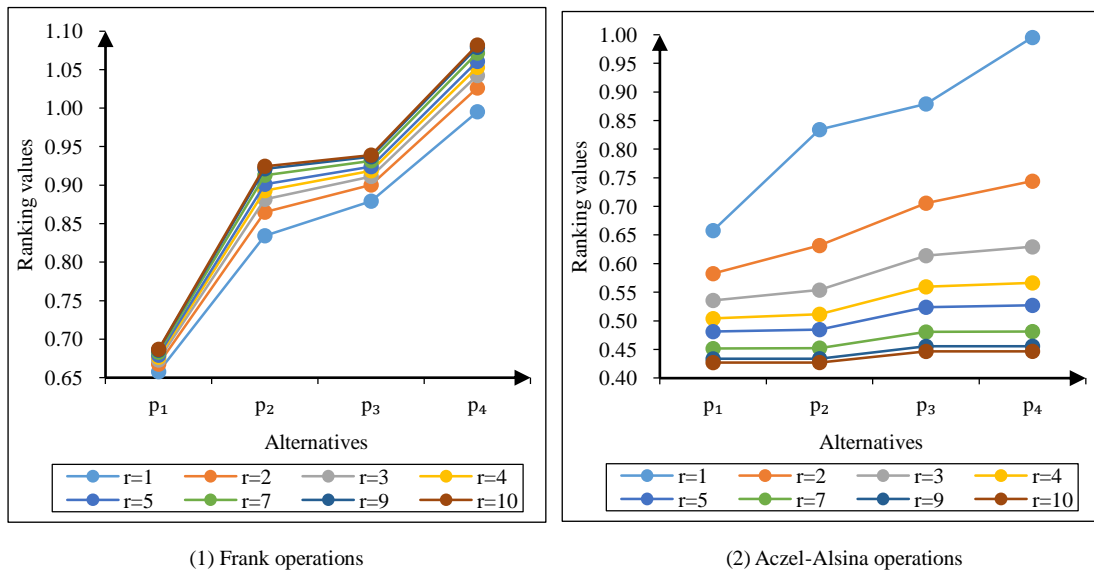 Ranking values
1.10
1.05
1.00
0.95
0.90
0.85
0.80
0.75
0.70
0.65
p₁ p₂ p₃ p₄
Alternatives
r=1 r=2 r=3 r=4
r=5 r=7 r=9 r=10
(1) Frank operations
Ranking values
1.00
0.95
0.90
0.85
0.80
0.75
0.70
0.65
0.60
0.55
0.50
0.45
0.40
p₁ p₂ p₃ p₄
Alternatives
r=1 r=2 r=3 r=4
r=5 r=7 r=9 r=10
(2) Aczel-Alsina operations